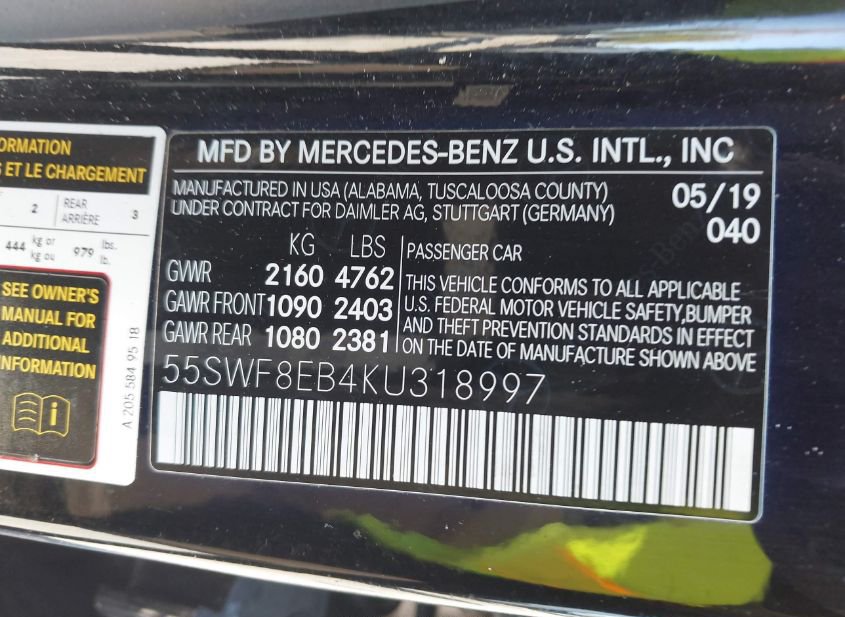 ORMATION
S ET LE CHARGEMENT
2 REAR ARRIÈRE 3
444 kg or kg ou 979 lbs. lb.
SEE OWNER'S
MANUAL FOR
ADDITIONAL
INFORMATION
A 205 584 95 18
MFD BY MERCEDES-BENZ U.S. INTL., INC
MANUFACTURED IN USA (ALABAMA, TUSCALOOSA COUNTY) 05/19
UNDER CONTRACT FOR DAIMLER AG, STUTTGART (GERMANY) 040
KG LBS
GVWR 2160 4762
GAWR FRONT 1090 2403
GAWR REAR 1080 2381
PASSENGER CAR
THIS VEHICLE CONFORMS TO ALL APPLICABLE
U.S. FEDERAL MOTOR VEHICLE SAFETY,BUMPER
AND THEFT PREVENTION STANDARDS IN EFFECT
ON THE DATE OF MANUFACTURE SHOWN ABOVE
55SWF8EB4KU318997